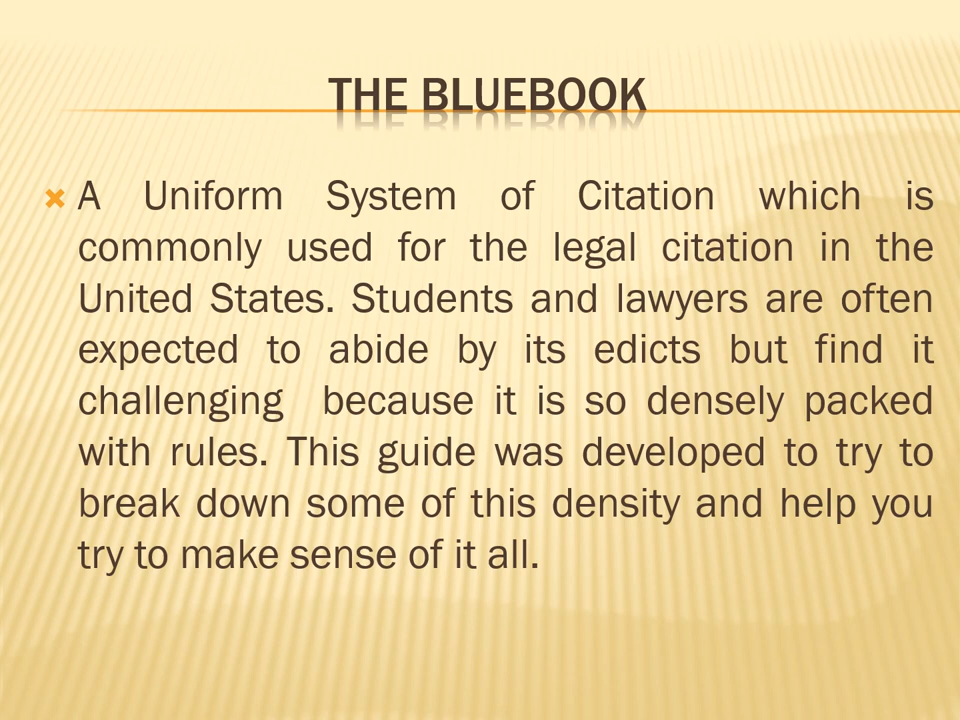 THE BLUEBOOK
A Uniform System of Citation which is
commonly used for the legal citation in the
United States. Students and lawyers are often
expected to abide by its edicts but find it
challenging  because it is so densely packed
with rules. This guide was developed to try to
break down some of this density and help you
try to make sense of it all.